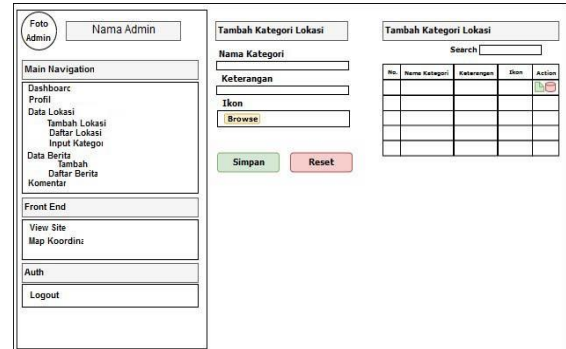 Foto
Admin
Nama Admin
Main Navigation
Dashboarc
Profil
Data Lokasi
Tambah Lokasi
Daftar Lokasi
Input Kategoı
Data Berita
Tambah
Daftar Berita
Komentar
Front End
View Site
Map Koordina
Auth
Logout
Tambah Kategori Lokasi
Nama Kategori
Keterangan
Ikon
Browse
Simpan
Reset
Tambah Kategori Lokasi
Search
No. Nama Kategori Keterangan Ikon Action